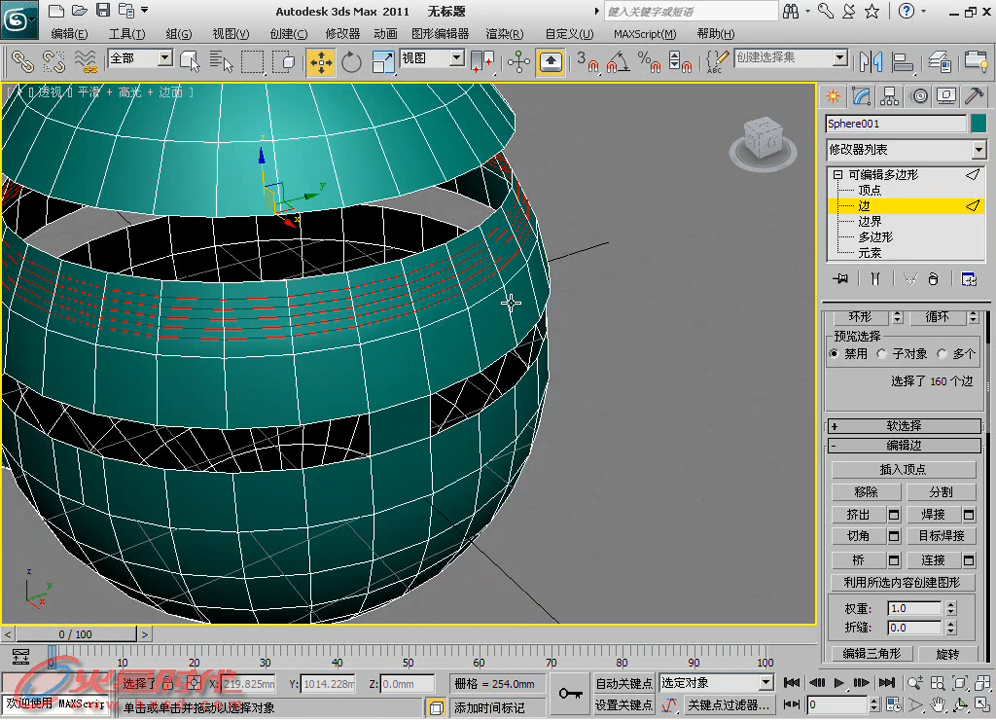 Autodesk 3ds Max 2011 无标题
键入关键字或短语
编辑(E) 工具(T) 组(G) 视图(V) 创建(C) 修改器 动画 图形编辑器 渲染(R) 自定义(U) MAXScript(M) 帮助(H)
全部 视图 3 创建选择集
[ + [] 透视 [] 平滑 + 高光 + 边面 ]
Sphere001
修改器列表
可编辑多边形
顶点
边
边界
多边形
元素
环形 循环
预览选择
禁用 子对象 多个
选择了 160 个边
+ 软选择
- 编辑边
插入顶点
移除 分割
挤出 焊接
切角 目标焊接
桥 连接
利用所选内容创建图形
权重: 1.0
折缝: 0.0
编辑三角形 旋转
z y x
< 0 / 100 >
0 10 20 30 40 50 60 70 80 90 100
选择了 X: 219.825mm Y: 1014.228m Z: 0.0mm 栅格 = 254.0mm 自动关键点 选定对象
欢迎使用 MAXScrip 单击或单击并拖动以选择对象 添加时间标记 设置关键点 关键点过滤器... 0